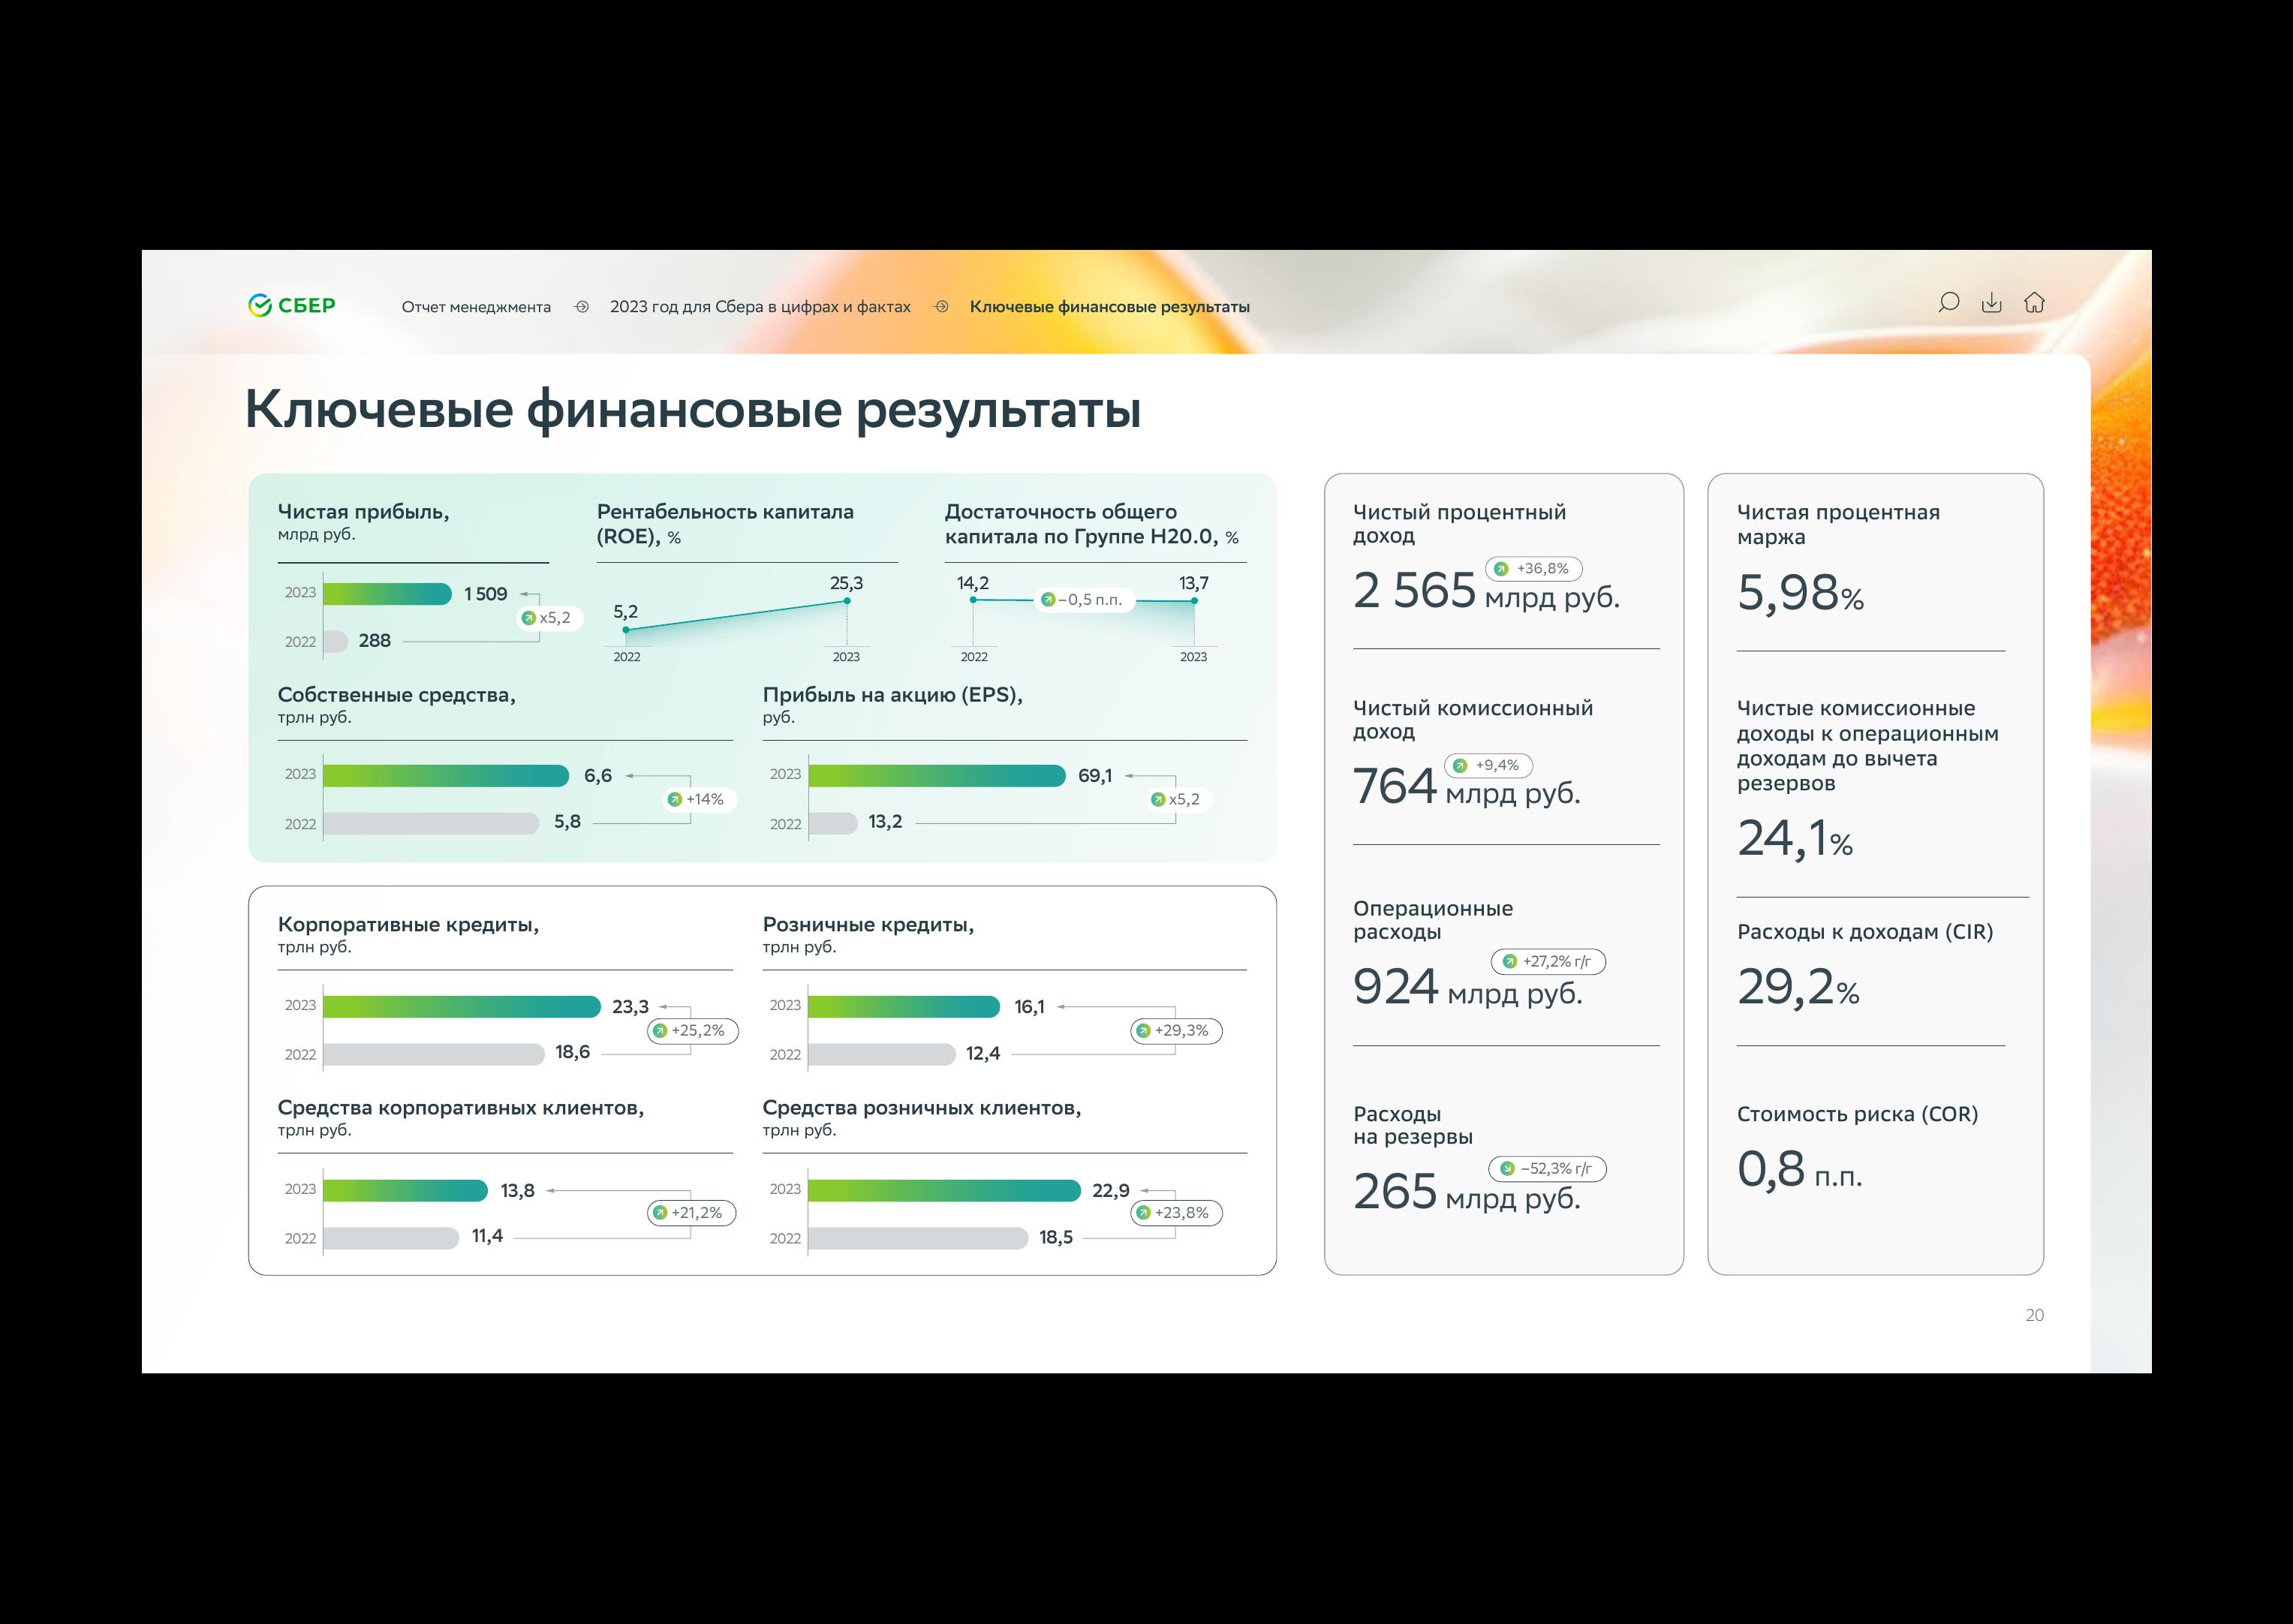 СБЕР
Отчет менеджмента
2023 год для Сбера в цифрах и фактах
Ключевые финансовые результаты
Ключевые финансовые результаты
Чистая прибыль,
млрд руб.
2023
1 509
x5,2
2022
288
Рентабельность капитала
(ROE), %
5,2
25,3
2022
2023
Достаточность общего
капитала по Группе Н20.0, %
14,2
–0,5 п.п.
13,7
2022
2023
Собственные средства,
трлн руб.
2023
6,6
+14%
2022
5,8
Прибыль на акцию (EPS),
руб.
2023
69,1
x5,2
2022
13,2
Корпоративные кредиты,
трлн руб.
2023
23,3
+25,2%
2022
18,6
Розничные кредиты,
трлн руб.
2023
16,1
+29,3%
2022
12,4
Средства корпоративных клиентов,
трлн руб.
2023
13,8
+21,2%
2022
11,4
Средства розничных клиентов,
трлн руб.
2023
22,9
+23,8%
2022
18,5
Чистый процентный
доход
+36,8%
2 565 млрд руб.
Чистый комиссионный
доход
+9,4%
764 млрд руб.
Операционные
расходы
+27,2% г/г
924 млрд руб.
Расходы
на резервы
–52,3% г/г
265 млрд руб.
Чистая процентная
маржа
5,98%
Чистые комиссионные
доходы к операционным
доходам до вычета
резервов
24,1%
Расходы к доходам (CIR)
29,2%
Стоимость риска (COR)
0,8 п.п.
20